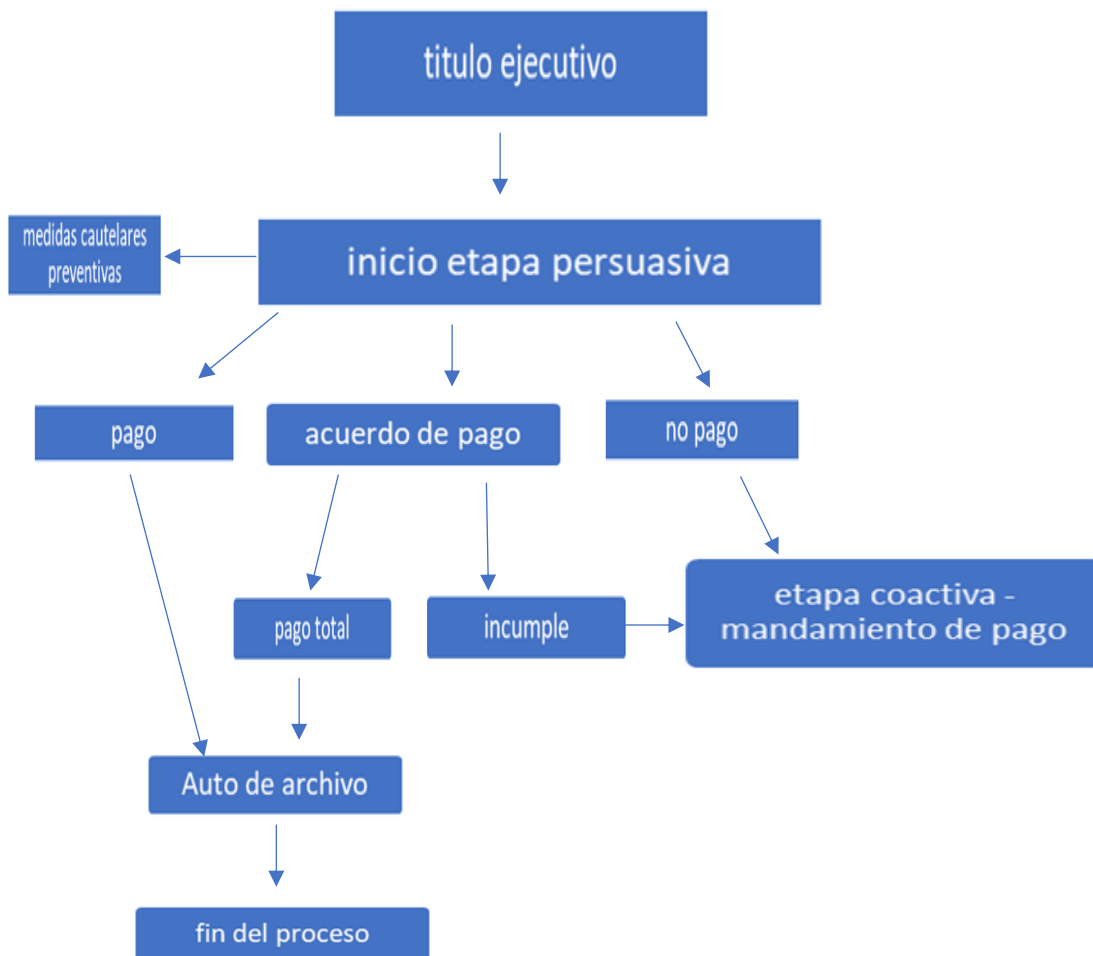 titulo ejecutivo
medidas cautelares
preventivas
inicio etapa persuasiva
pago
acuerdo de pago
no pago
pago total
incumple
etapa coactiva -
mandamiento de pago
Auto de archivo
fin del proceso